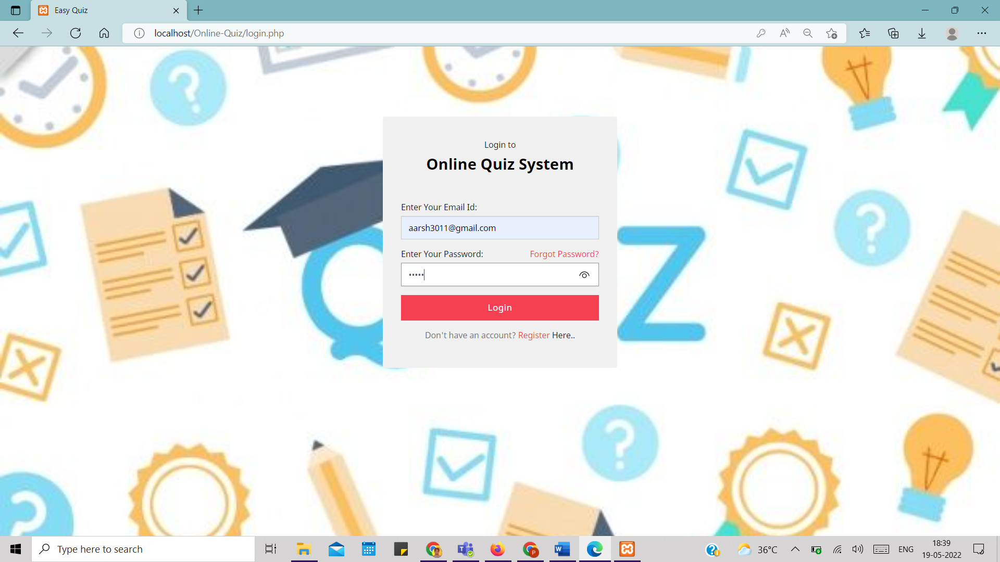 Easy Quiz
localhost/Online-Quiz/login.php
Login to
Online Quiz System
Enter Your Email Id:
aarsh3011@gmail.com
Enter Your Password: Forgot Password?
•••••
Login
Don't have an account? Register Here..
Q Z
Type here to search
36°C
ENG
18:39
19-05-2022